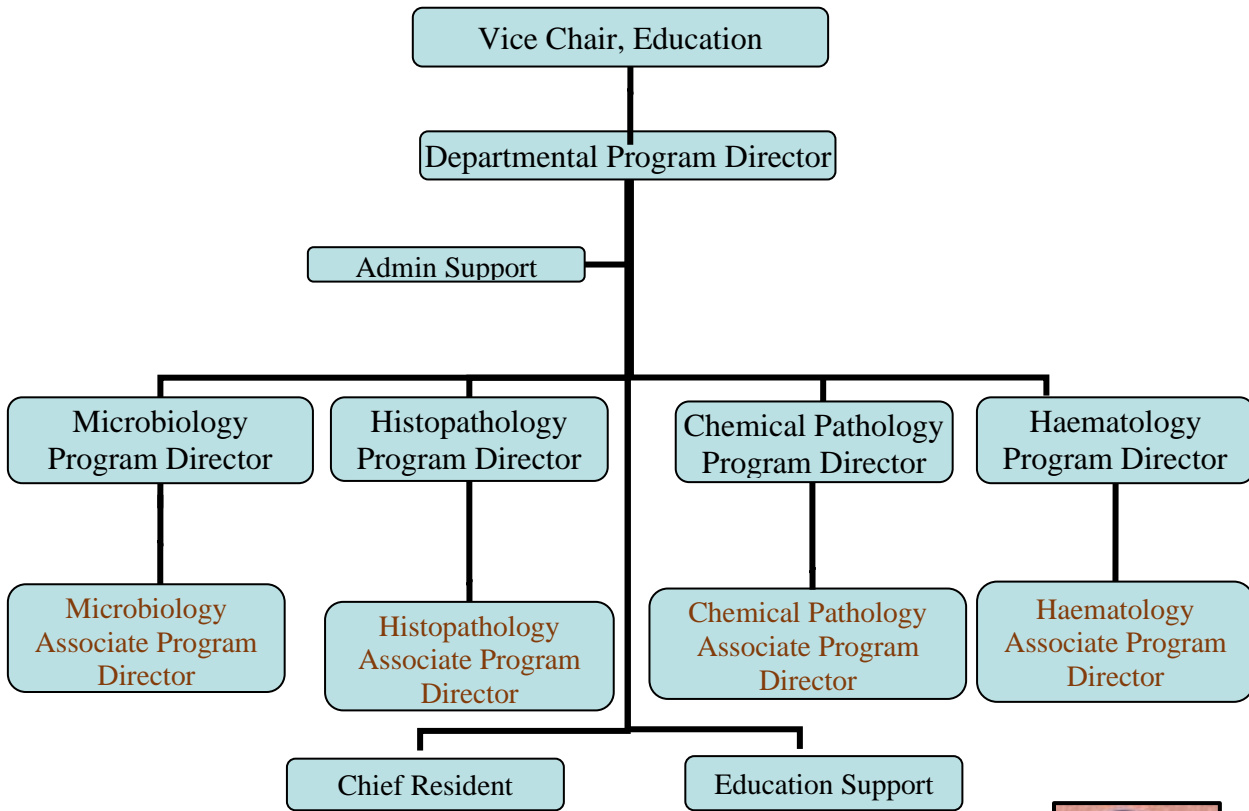 Vice Chair, Education
Departmental Program Director
Admin Support
Microbiology
Program Director
Histopathology
Program Director
Chemical Pathology
Program Director
Haematology
Program Director
Microbiology
Associate Program
Director
Histopathology
Associate Program
Director
Chemical Pathology
Associate Program
Director
Haematology
Associate Program
Director
Chief Resident
Education Support